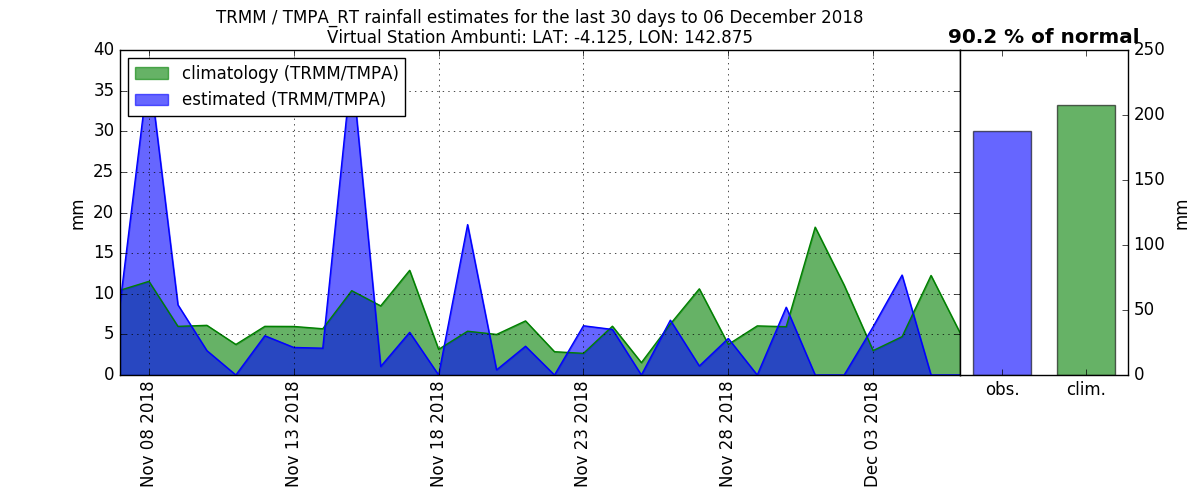 TRMM / TMPA_RT rainfall estimates for the last 30 days to 06 December 2018
Virtual Station Ambunti: LAT: -4.125, LON: 142.875
90.2 % of normal
climatology (TRMM/TMPA)
estimated (TRMM/TMPA)
40
35
30
25
20
15
10
5
0
mm
Nov 08 2018
Nov 13 2018
Nov 18 2018
Nov 23 2018
Nov 28 2018
Dec 03 2018
250
200
150
100
50
0
mm
obs.
clim.